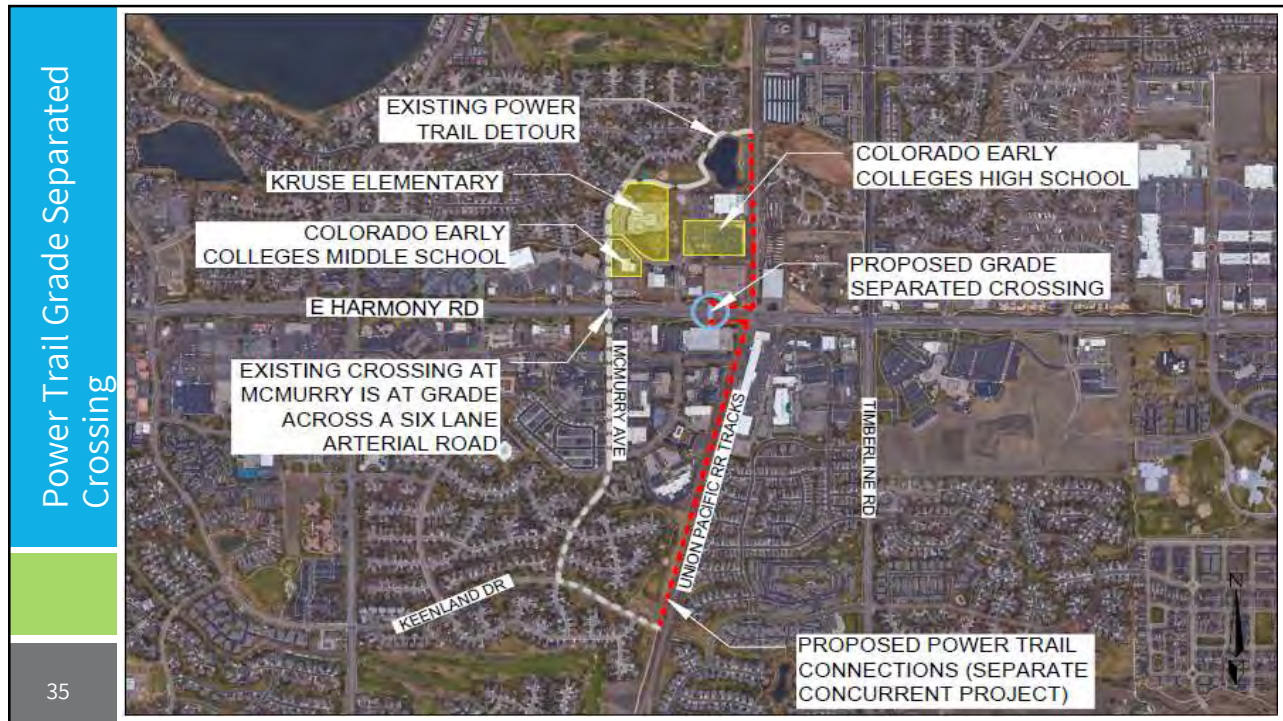 Power Trail Grade Separated
Crossing
35
EXISTING POWER
TRAIL DETOUR
KRUSE ELEMENTARY
COLORADO EARLY
COLLEGES MIDDLE SCHOOL
COLORADO EARLY
COLLEGES HIGH SCHOOL
PROPOSED GRADE
SEPARATED CROSSING
E HARMONY RD
EXISTING CROSSING AT
MCMURRY IS AT GRADE
ACROSS A SIX LANE
ARTERIAL ROAD
MCMURRY AVE
UNION PACIFIC RR TRACKS
TIMBERLINE RD
KEENLAND DR
PROPOSED POWER TRAIL
CONNECTIONS (SEPARATE
CONCURRENT PROJECT)
N